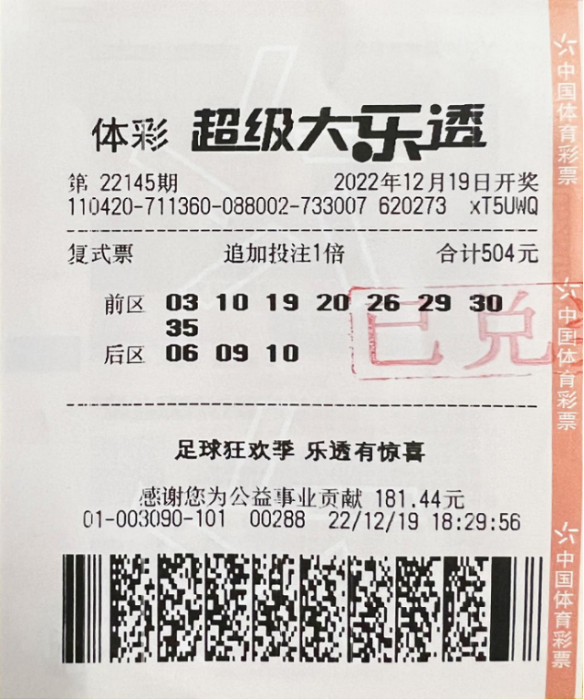 体彩 超级大乐透
第 22145期 2022年12月19日开奖
110420-711360-088002-733007 620273 xT5UWQ
复式票 追加投注1倍 合计504元
前区 03 10 19 20 26 29 30
35
后区 06 09 10
已兑
足球狂欢季 乐透有惊喜
感谢您为公益事业贡献 181.44元
01-003090-101 00288 22/12/19 18:29:56
中国体育彩票
中国体育彩票
中国体育彩票